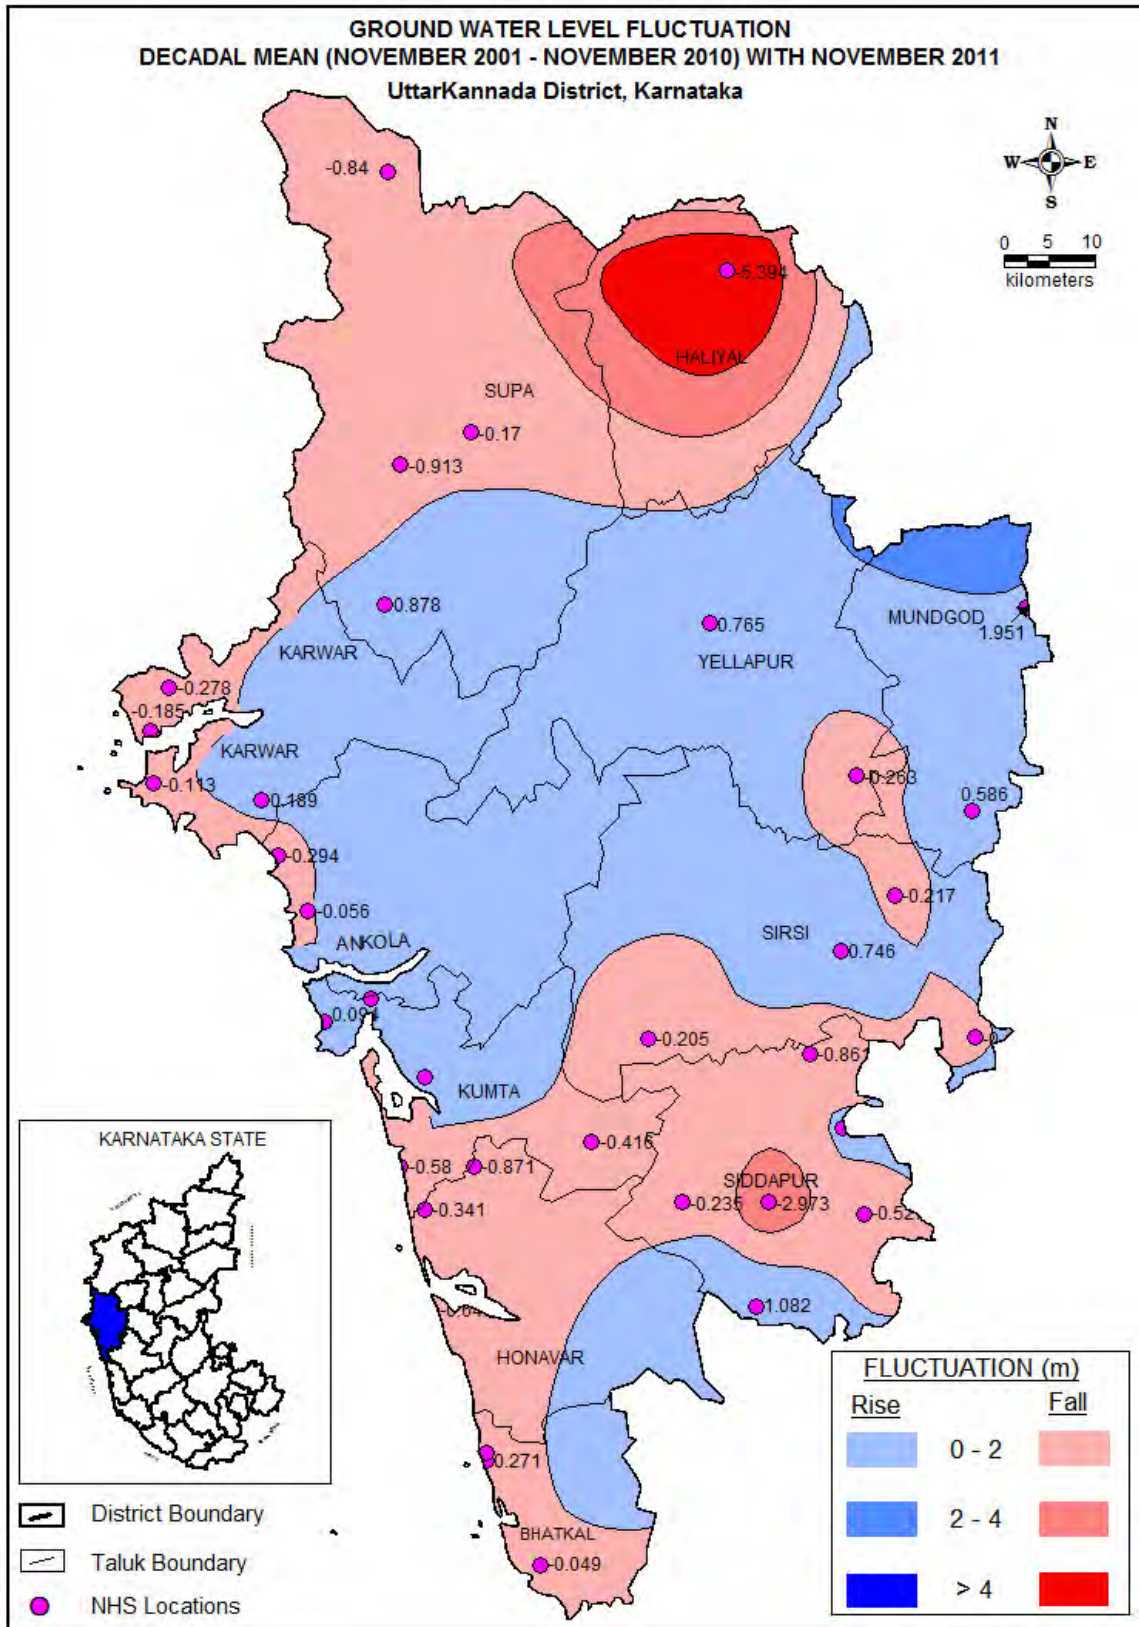 GROUND WATER LEVEL FLUCTUATION
DECADAL MEAN (NOVEMBER 2001 - NOVEMBER 2010) WITH NOVEMBER 2011
UttarKannada District, Karnataka
N
W E
S
0 5 10
kilometers
-0.84
-5.394
HALIYAL
SUPA
-0.17
-0.913
0.878
0.765
MUNDGOD
1.951
KARWAR
YELLAPUR
-0.278
-0.185
KARWAR
-0.113
-0.263
0.189
0.586
-0.294
-0.217
-0.056
SIRSI
ANKOLA
0.746
0.094
-0.205
-0.861
KUMTA
-0.416
-0.58
-0.871
SIDDAPUR
-0.235
-2.973
-0.341
-0.52
1.082
HONAVAR
0.271
BHATKAL
-0.049
KARNATAKA STATE
District Boundary
Taluk Boundary
NHS Locations
FLUCTUATION (m)
Rise Fall
0 - 2
2 - 4
> 4